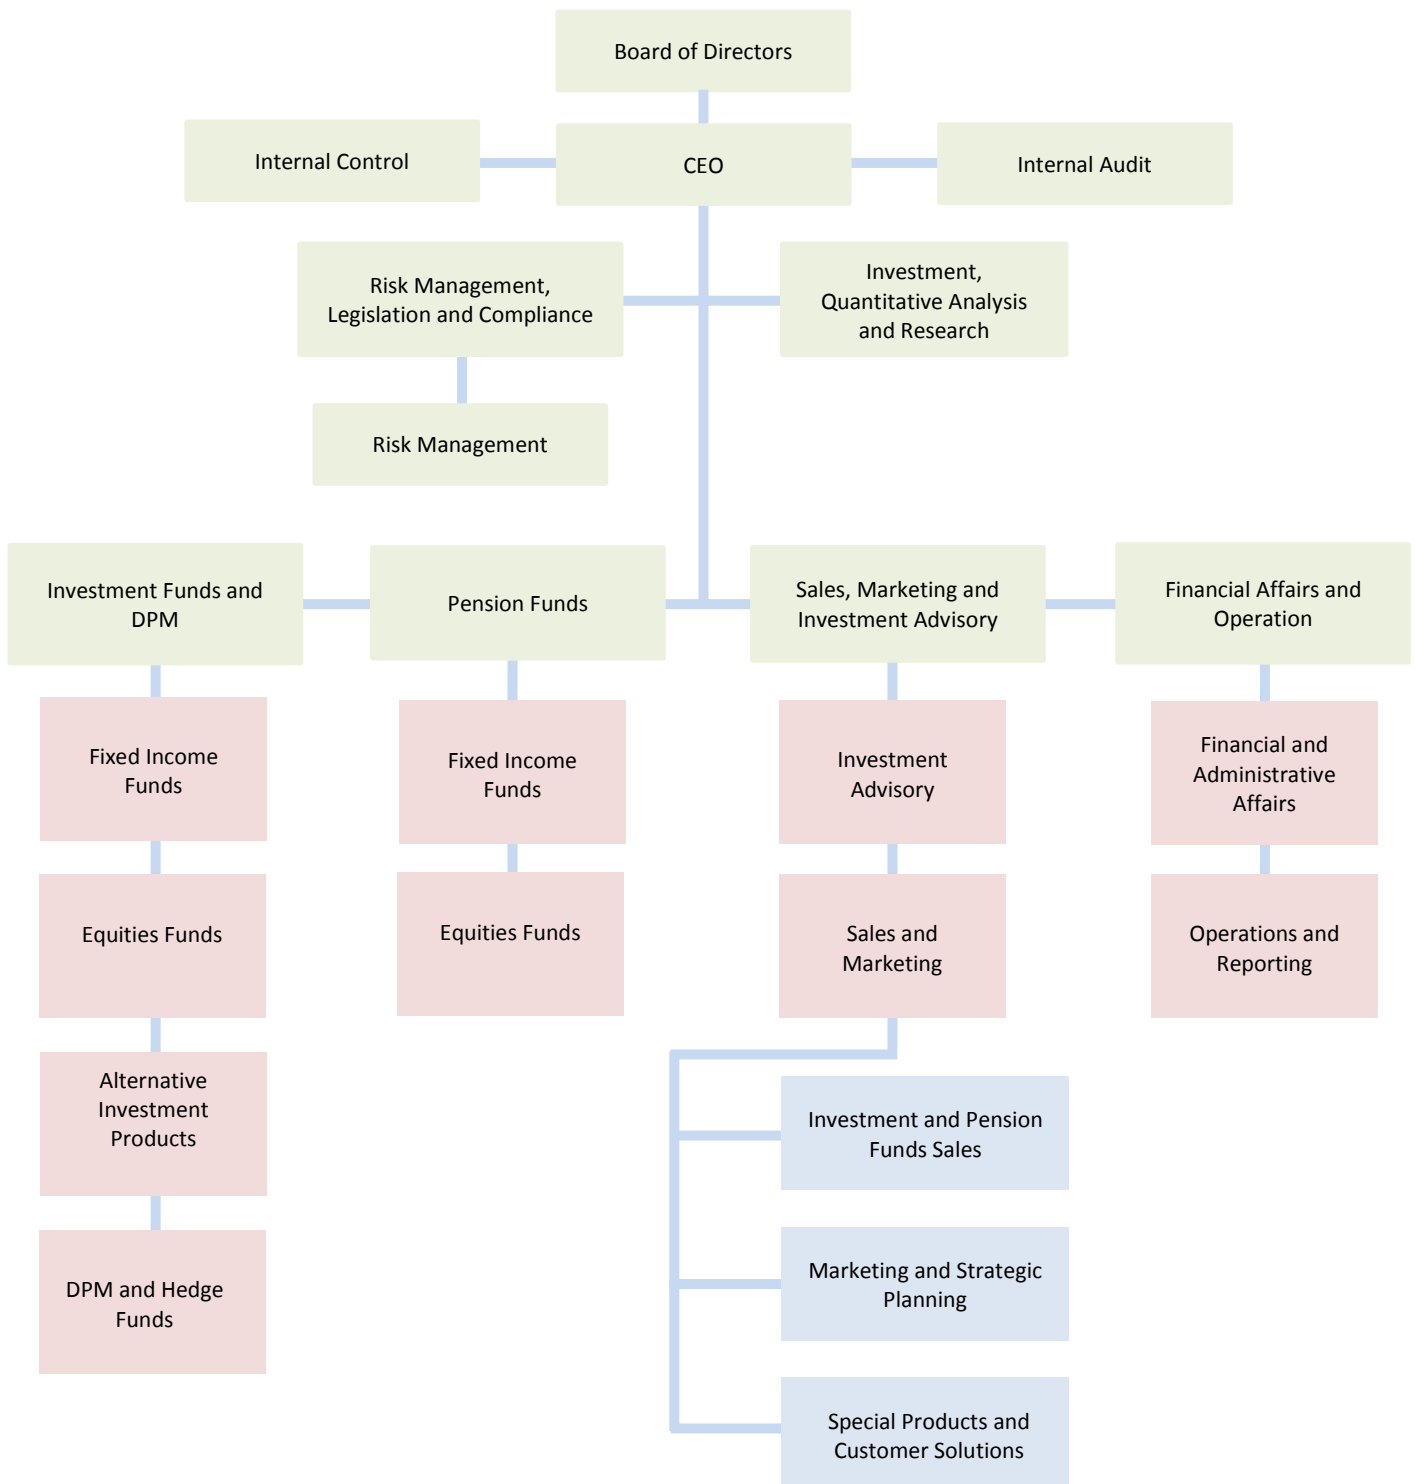 Board of Directors
Internal Control
CEO
Internal Audit
Risk Management,
Legislation and Compliance
Investment,
Quantitative Analysis
and Research
Risk Management
Investment Funds and
DPM
Pension Funds
Sales, Marketing and
Investment Advisory
Financial Affairs and
Operation
Fixed Income
Funds
Fixed Income
Funds
Investment
Advisory
Financial and
Administrative
Affairs
Equities Funds
Equities Funds
Sales and
Marketing
Operations and
Reporting
Alternative
Investment
Products
Investment and Pension
Funds Sales
DPM and Hedge
Funds
Marketing and Strategic
Planning
Special Products and
Customer Solutions